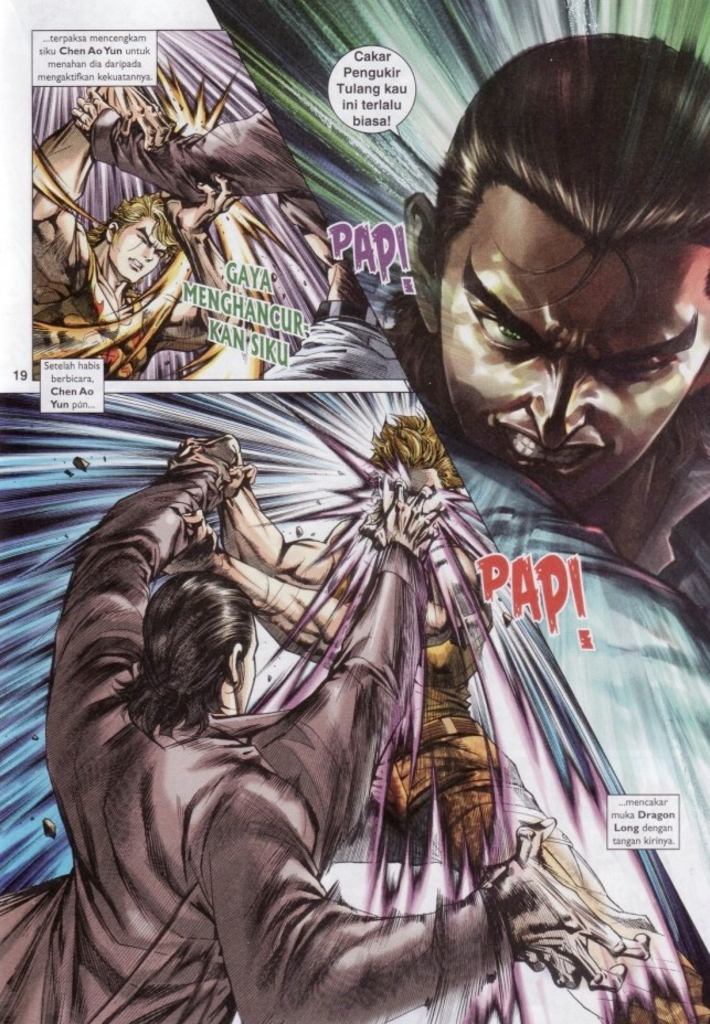 ...terpaksa mencengkam
siku Chen Ao Yun untuk
menahan dia daripada
mengaktifkan kekuatannya.
Cakar
Pengukir
Tulang kau
ini terlalu
biasa!
PAP!
GAYA
MENGHANCUR-
KAN SIKU
19
Setelah habis
berbicara,
Chen Ao
Yun pun...
PAP!
...mencakar
muka Dragon
Long dengan
tangan kirinya.